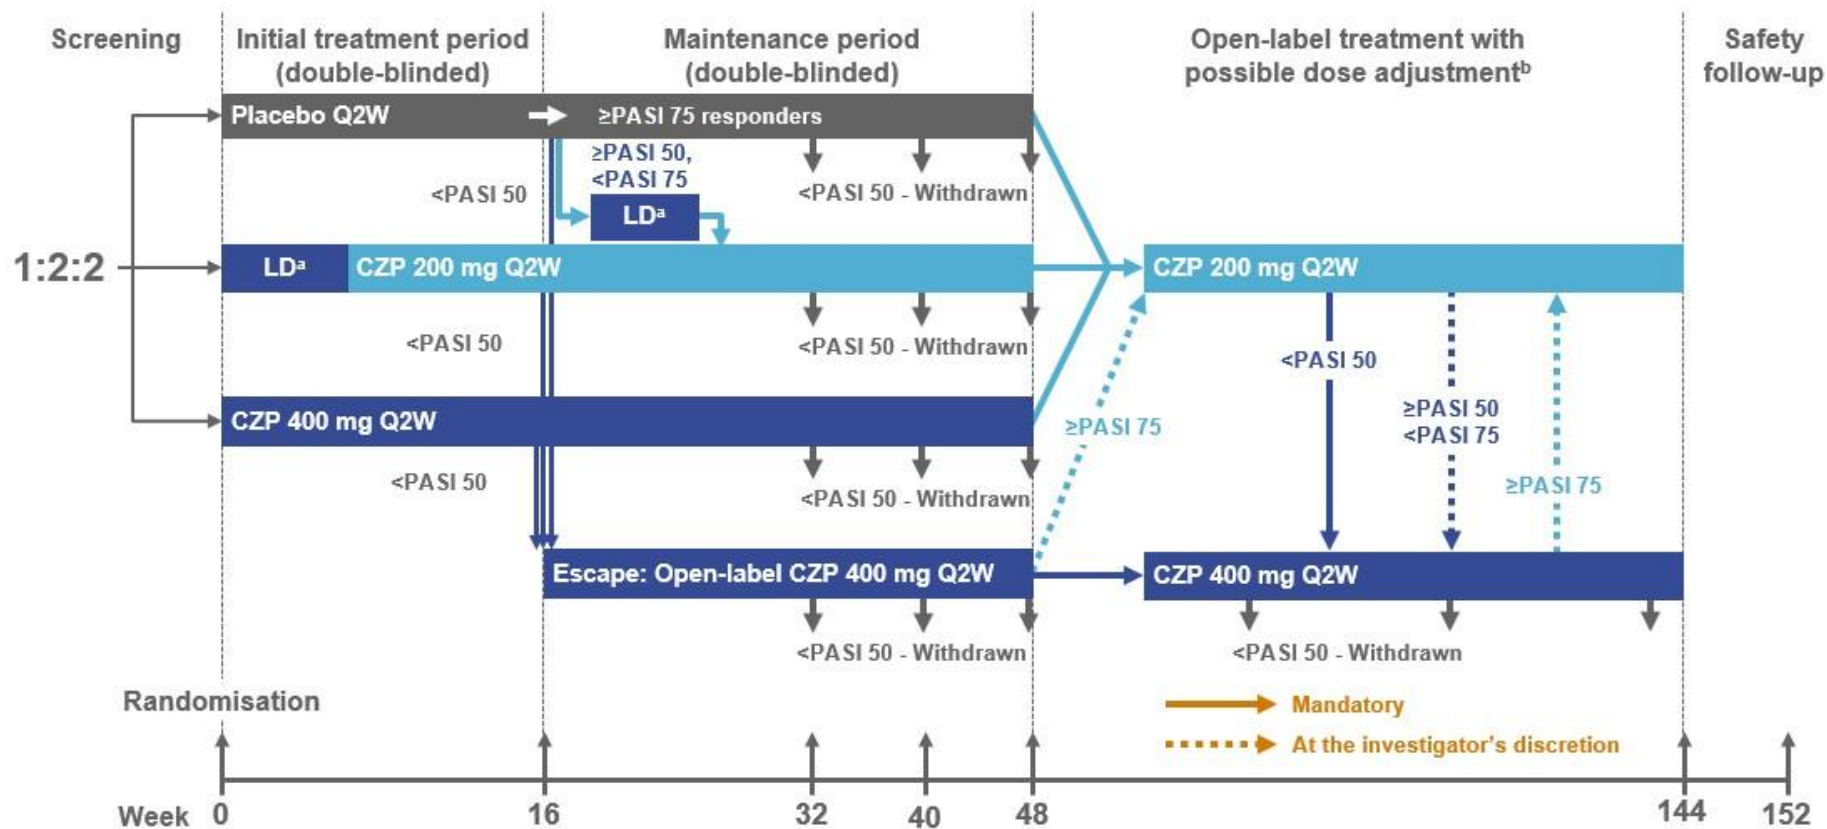 Screening
Initial treatment period
(double-blinded)
Maintenance period
(double-blinded)
Open-label treatment with
possible dose adjustmentᵇ
Safety
follow-up
Placebo Q2W
≥PASI 75 responders
≥PASI 50,
<PASI 75
<PASI 50
<PASI 50 - Withdrawn
LDᵃ
1:2:2
LDᵃ
CZP 200 mg Q2W
CZP 200 mg Q2W
<PASI 50
<PASI 50 - Withdrawn
<PASI 50
CZP 400 mg Q2W
≥PASI 75
≥PASI 50
<PASI 75
<PASI 50
<PASI 50 - Withdrawn
≥PASI 75
Escape: Open-label CZP 400 mg Q2W
CZP 400 mg Q2W
<PASI 50 - Withdrawn
<PASI 50 - Withdrawn
Randomisation
Mandatory
At the investigator's discretion
Week 0 16 32 40 48 144 152